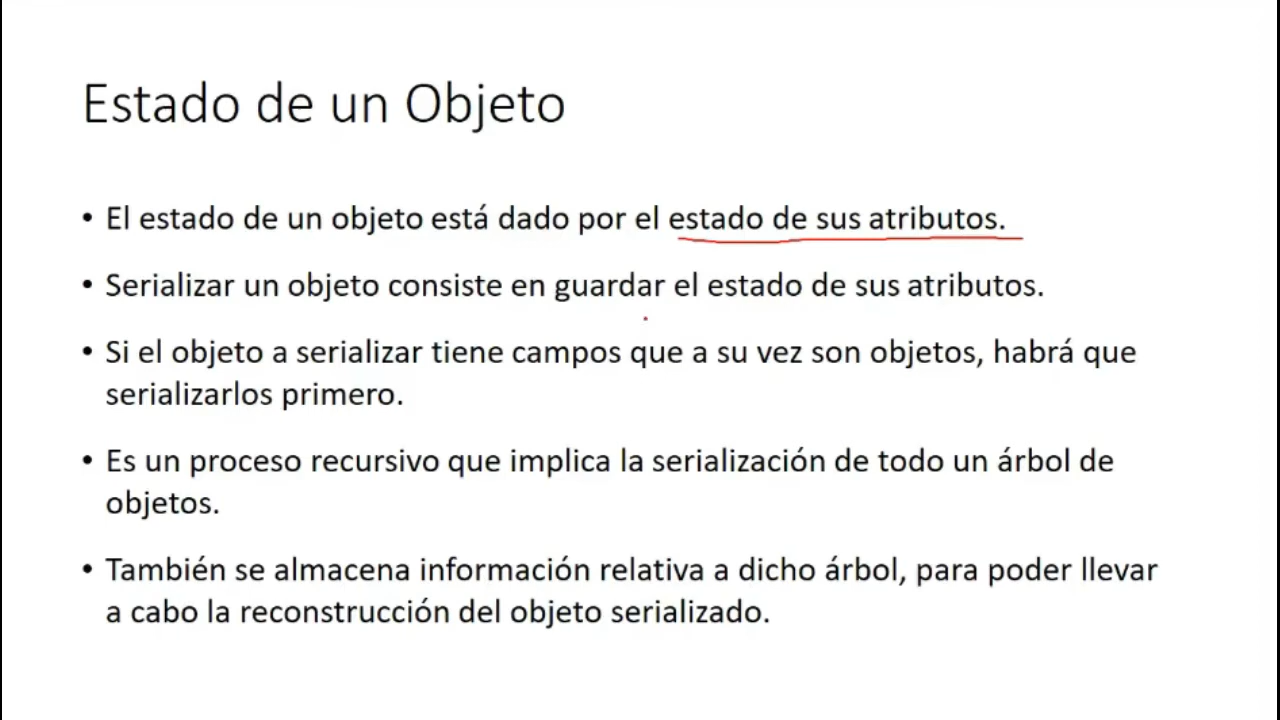 Estado de un Objeto
• El estado de un objeto está dado por el estado de sus atributos.
• Serializar un objeto consiste en guardar el estado de sus atributos.
• Si el objeto a serializar tiene campos que a su vez son objetos, habrá que
serializarlos primero.
• Es un proceso recursivo que implica la serialización de todo un árbol de
objetos.
• También se almacena información relativa a dicho árbol, para poder llevar
a cabo la reconstrucción del objeto serializado.